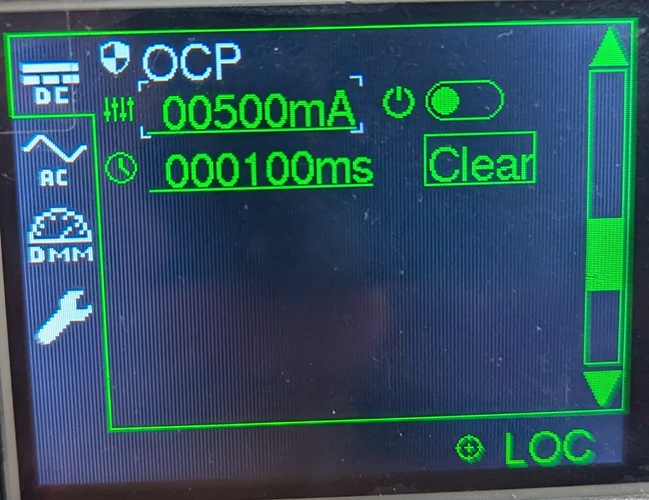 OCP
DC
00500mA
000100ms
Clear
AC
DMM
LOC